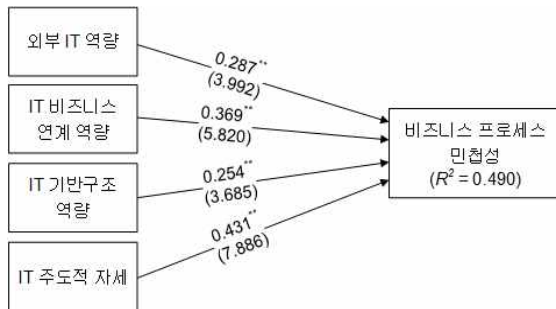 외부 IT 역량
0.287**
(3.992)
IT 비즈니스
연계 역량
0.369**
(5.820)
비즈니스 프로세스
민첩성
(R² = 0.490)
IT 기반구조
역량
0.254**
(3.685)
IT 주도적 자세
0.431**
(7.886)